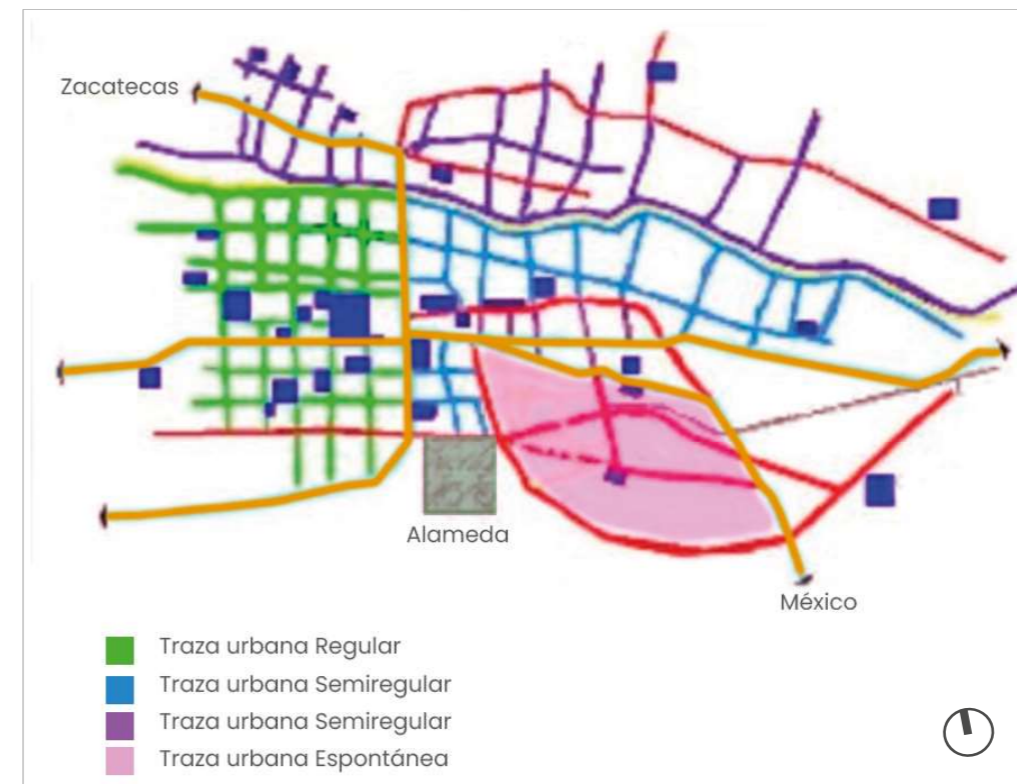 Zacatecas
Alameda
México
Traza urbana Regular
Traza urbana Semiregular
Traza urbana Semiregular
Traza urbana Espontánea